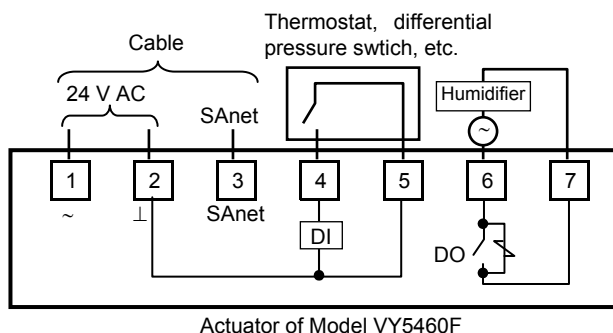 Thermostat, differential
pressure swtich, etc.
Cable
24 V AC
SAnet
Humidifier
~
1
2
3
4
5
6
7
~
⊥
SAnet
DI
DO
Actuator of Model VY5460F